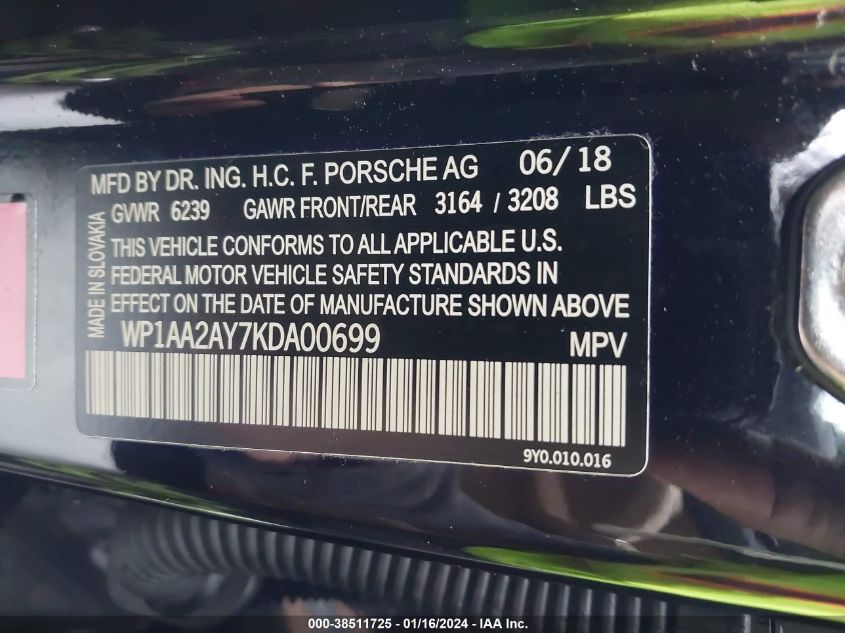 MFD BY DR. ING. H.C. F. PORSCHE AG 06/18
GVWR 6239 GAWR FRONT/REAR 3164 / 3208 LBS
MADE IN SLOVAKIA
THIS VEHICLE CONFORMS TO ALL APPLICABLE U.S.
FEDERAL MOTOR VEHICLE SAFETY STANDARDS IN
EFFECT ON THE DATE OF MANUFACTURE SHOWN ABOVE
WP1AA2AY7KDA00699 MPV
9Y0.010.016
000-38511725 - 01/16/2024 - IAA Inc.